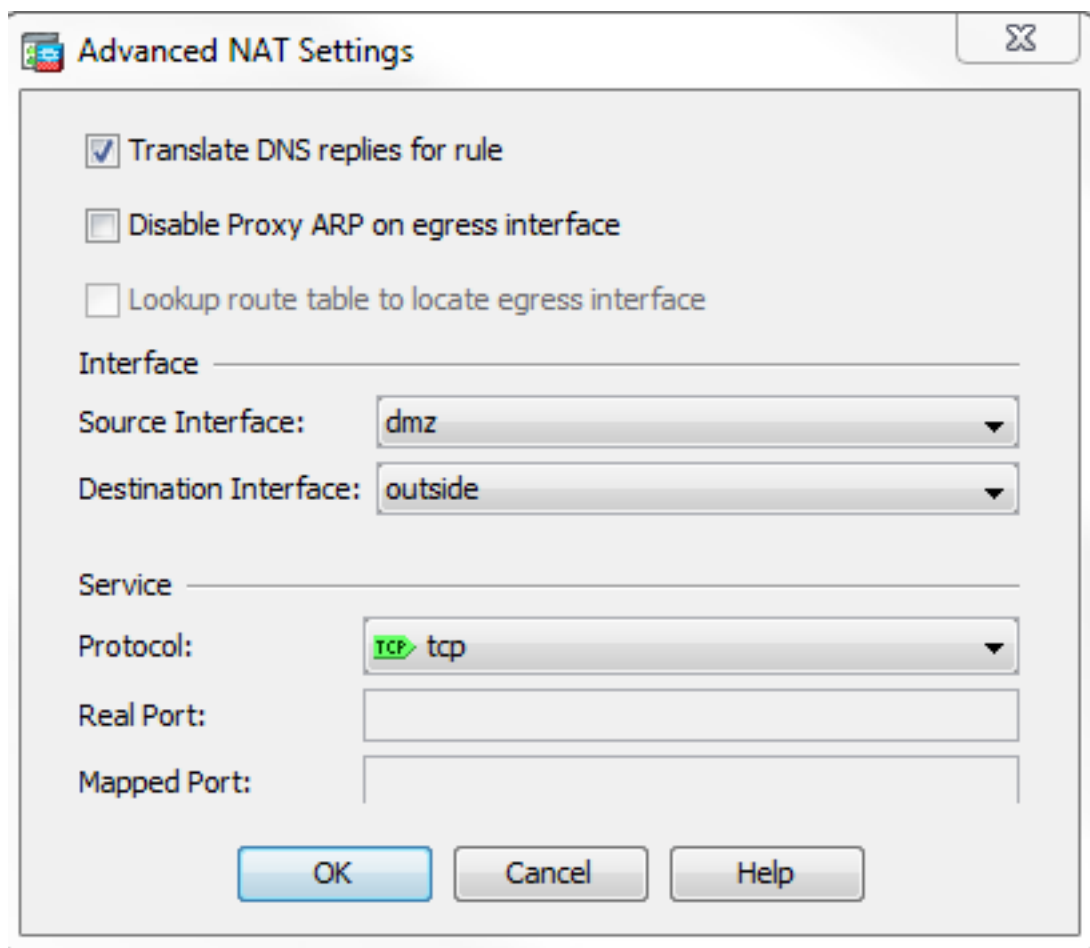 Advanced NAT Settings
Translate DNS replies for rule
Disable Proxy ARP on egress interface
Lookup route table to locate egress interface
Interface
Source Interface: dmz
Destination Interface: outside
Service
Protocol: TCP tcp
Real Port:
Mapped Port:
OK Cancel Help